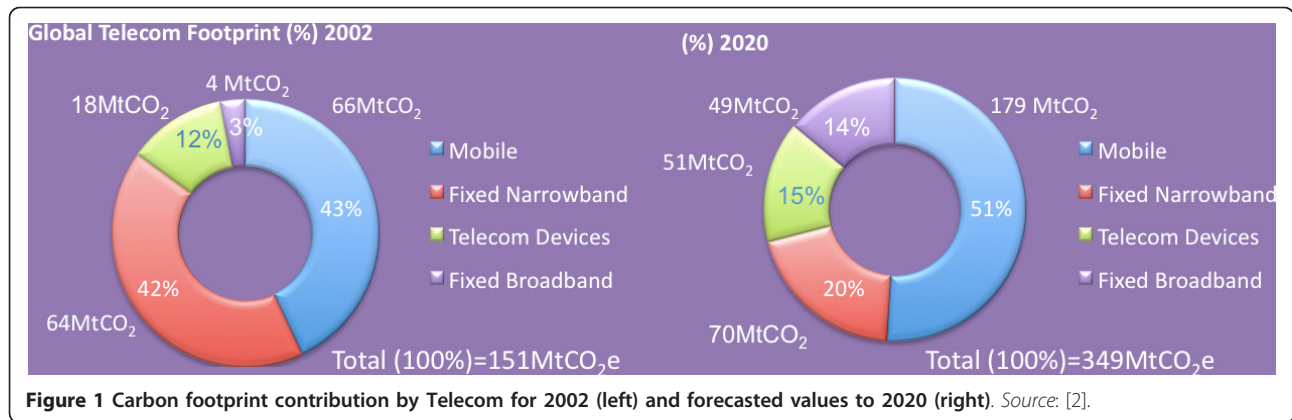 Global Telecom Footprint (%) 2002
4 MtCO₂
18MtCO₂
66MtCO₂
12%
3%
43%
42%
64MtCO₂
Mobile
Fixed Narrowband
Telecom Devices
Fixed Broadband
Total (100%)=151MtCO₂e
(%) 2020
49MtCO₂
179 MtCO₂
14%
51MtCO₂
15%
51%
20%
70MtCO₂
Mobile
Fixed Narrowband
Telecom Devices
Fixed Broadband
Total (100%)=349MtCO₂e
Figure 1 Carbon footprint contribution by Telecom for 2002 (left) and forecasted values to 2020 (right). Source: [2].